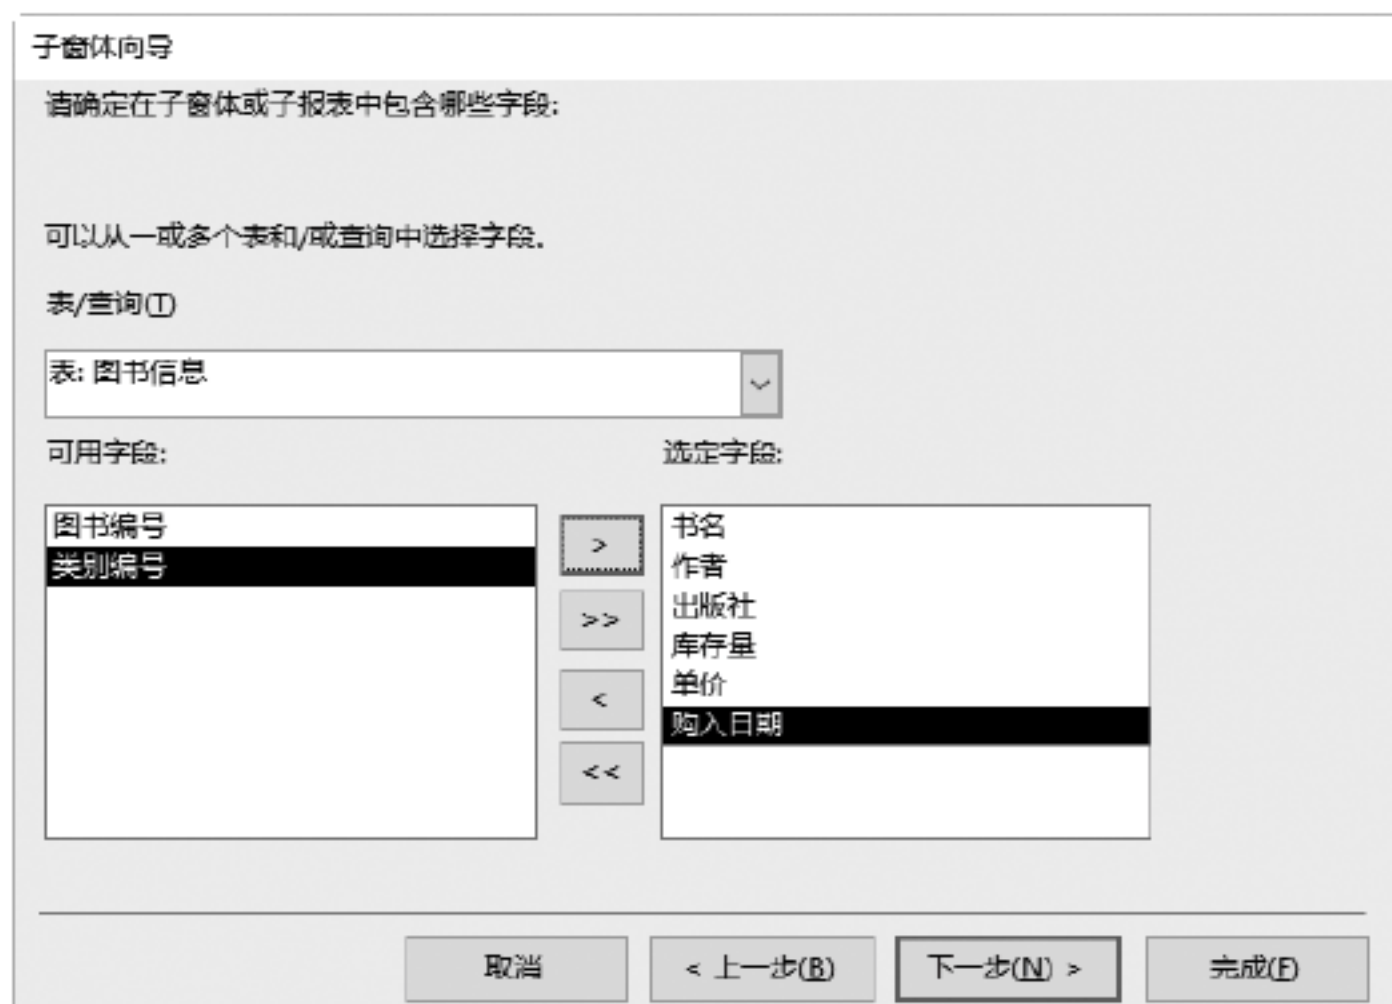 子窗体向导
请确定在子窗体或子报表中包含哪些字段:
可以从一或多个表和/或查询中选择字段。
表/查询(T)
表: 图书信息
可用字段:
选定字段:
图书编号
类别编号
>
>>
<
<<
书名
作者
出版社
库存量
单价
购入日期
取消
< 上一步(B)
下一步(N) >
完成(F)